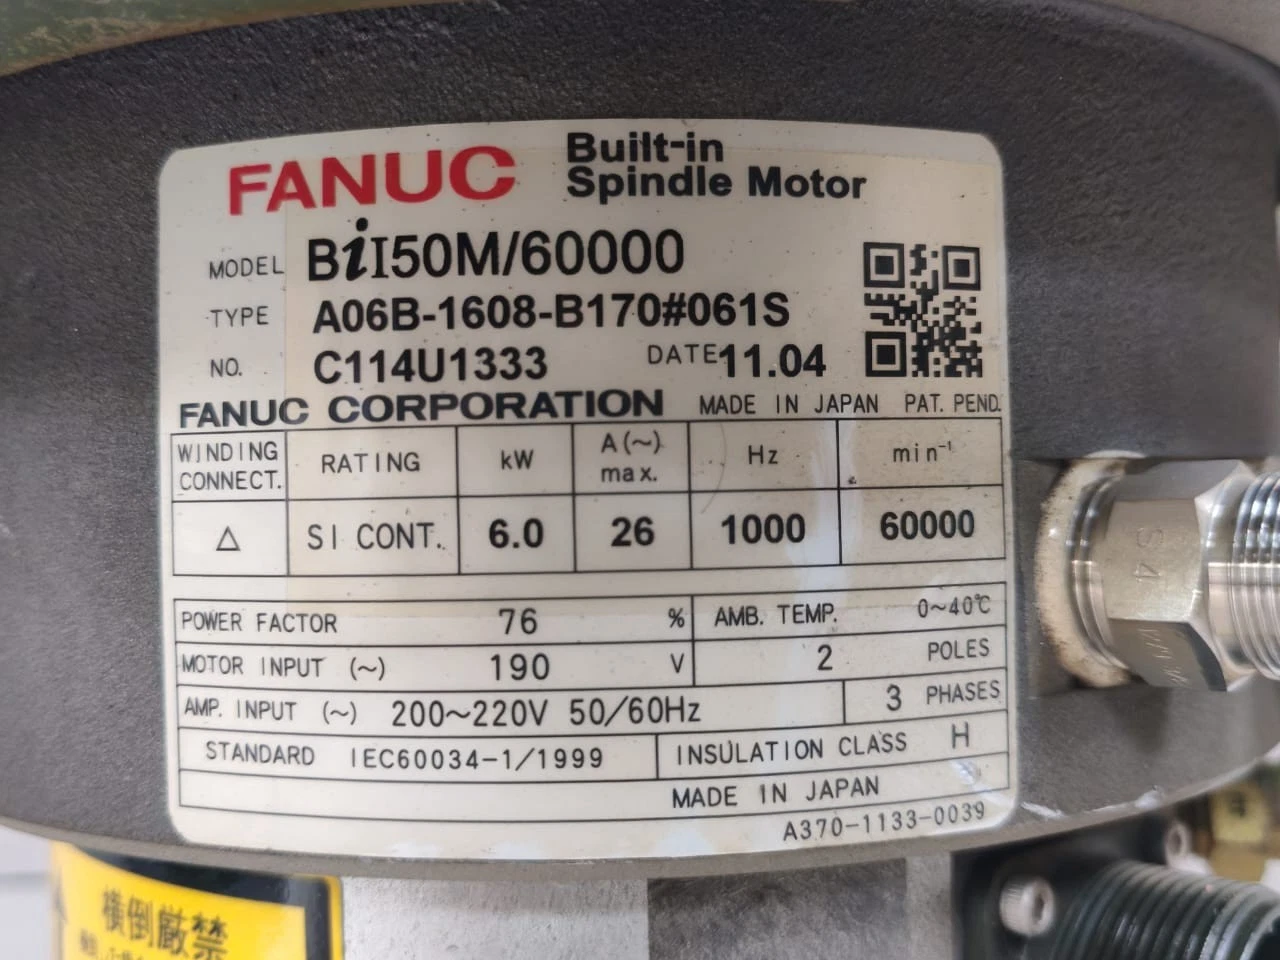 FANUC Built-in
Spindle Motor
MODEL BiI50M/60000
TYPE A06B-1608-B170#061S
NO. C114U1333 DATE 11.04
FANUC CORPORATION MADE IN JAPAN PAT. PEND.
WINDING CONNECT. RATING kW A(~) max. Hz min⁻¹
△ S1 CONT. 6.0 26 1000 60000
POWER FACTOR 76 % AMB. TEMP. 0~40℃
MOTOR INPUT (~) 190 V 2 POLES
AMP. INPUT (~) 200~220V 50/60Hz 3 PHASES
STANDARD IEC60034-1/1999 INSULATION CLASS H
MADE IN JAPAN
A370-1133-0039
S4
横倒厳禁